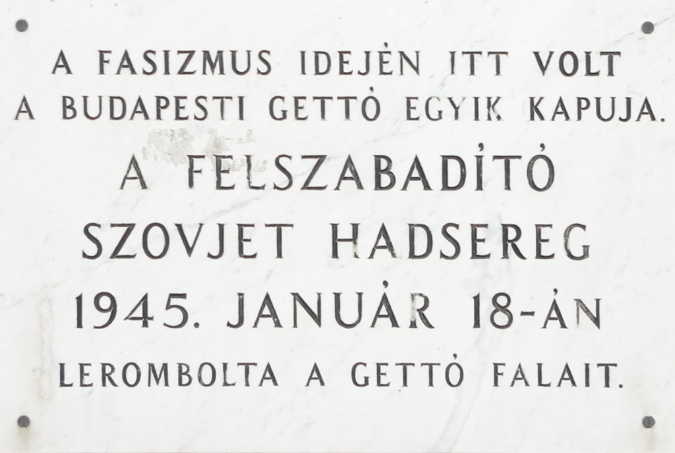 A FASIZMUS IDEJÉN ITT VOLT
A BUDAPESTI GETTÓ EGYIK KAPUJA.
A FELSZABADÍTÓ
SZOVJET HADSEREG
1945. JANUÁR 18-ÁN
LEROMBOLTA A GETTÓ FALAIT.